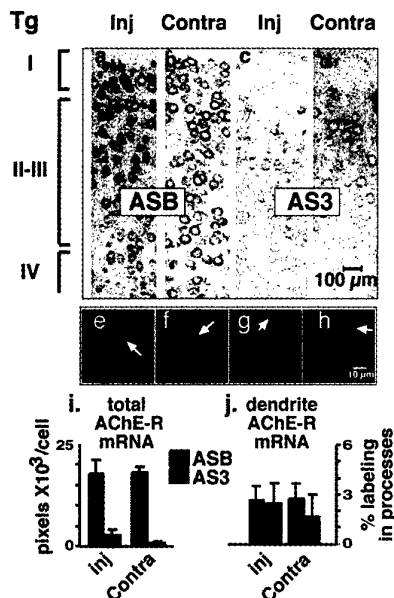 Tg Inj Contra Inj Contra
a b c d
I
II-III
IV
ASB AS3
100 µm
e f g h
10 µm
i. total AChE-R mRNA
j. dendrite AChE-R mRNA
pixels X10³/cell
25
0
ASB
AS3
6
3
0
% labeling in processes
Inj Contra Inj Contra